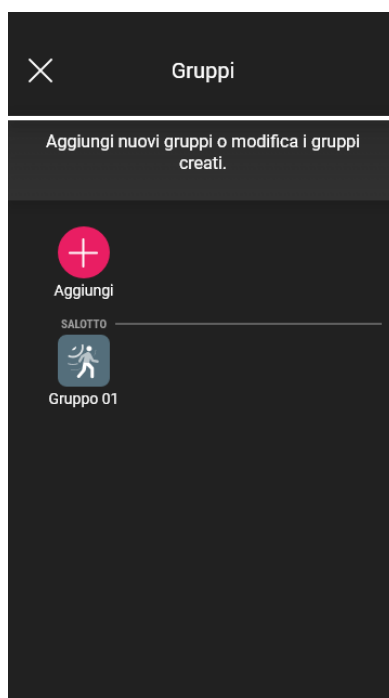 Gruppi
Aggiungi nuovi gruppi o modifica i gruppi
creati.
Aggiungi
SALOTTO
Gruppo 01